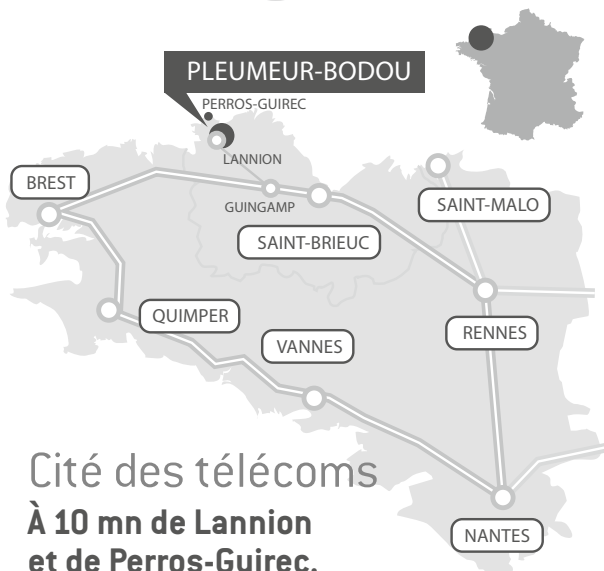 PLEUMEUR-BODOU
PERROS-GUIREC
LANNION
BREST
GUINGAMP
SAINT-MALO
SAINT-BRIEUC
QUIMPER
VANNES
RENNES
Cité des télécoms
À 10 mn de Lannion
et de Perros-Guirec.
NANTES